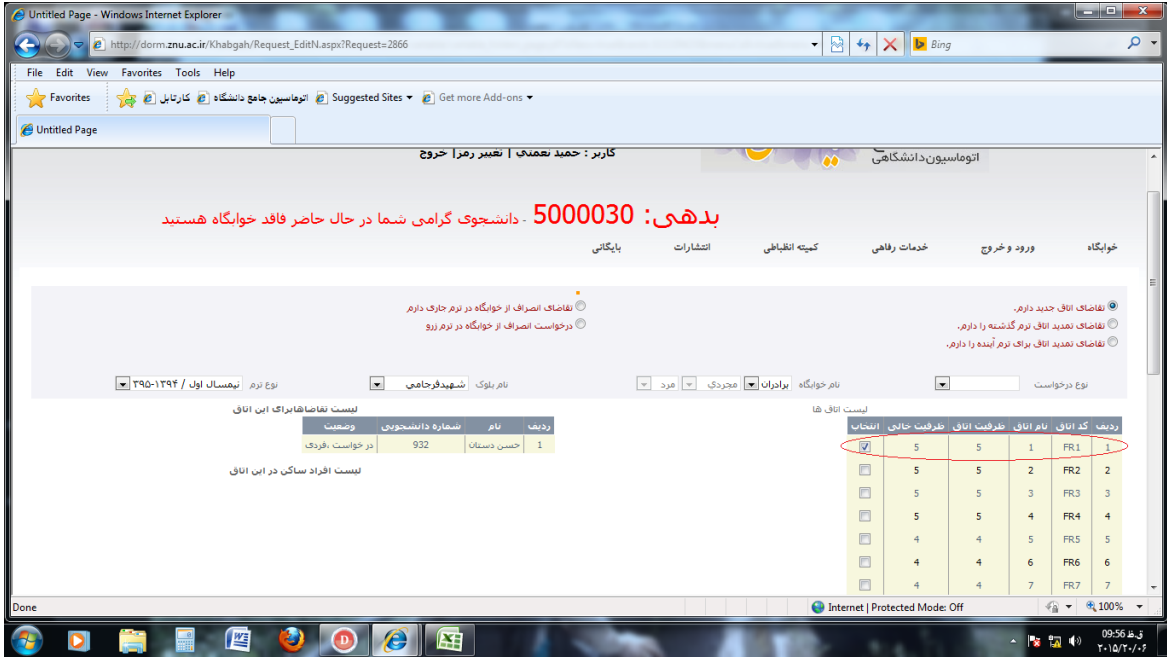 Untitled Page - Windows Internet Explorer
http://dorm.znu.ac.ir/Khabgah/Request_EditN.aspx?Request=2866
Bing
File Edit View Favorites Tools Help
Favorites اتوماسیون جامع دانشگاه کارتابل Suggested Sites Get more Add-ons
Untitled Page
اتوماسیون دانشگاهی
کاربر : حمید نعمتی | تغییر رمز| خروج
بدهی: 5000030 - دانشجوی گرامی شما در حال حاضر فاقد خوابگاه هستید
خوابگاه ورود و خروج خدمات رفاهی کمیته انظباطی انتشارات بایگانی
تقاضای اتاق جدید دارم. تقاضای انصراف از خوابگاه در ترم جاری دارم
تقاضای تمدید اتاق ترم گذشته را دارم. درخواست انصراف از خوابگاه در ترم رزو
تقاضای تمدید اتاق برای ترم آینده را دارم.
نوع درخواست نام خوابگاه برادران مجردی مرد نام بلوک شهیدفرجامی نوع ترم نیمسال اول / ۱۳۹۴-۳۹۵
لیست اتاق ها
ردیف کد اتاق نام اتاق ظرفیت اتاق ظرفیت خالی انتخاب
1 FR1 1 5 5
2 FR2 2 5 5
3 FR3 3 5 5
4 FR4 4 5 5
5 FR5 5 4 4
6 FR6 6 4 4
7 FR7 7 4 4
لیست تقاضاهابرای این اتاق
ردیف نام شماره دانشجویی وضعیت
1 حسن دستان 932 در خواست ،فردی
لیست افراد ساکن در این اتاق
Done Internet | Protected Mode: Off 100%
09:56 ق.ظ
۲۰۱۵/۲۰/۰۶